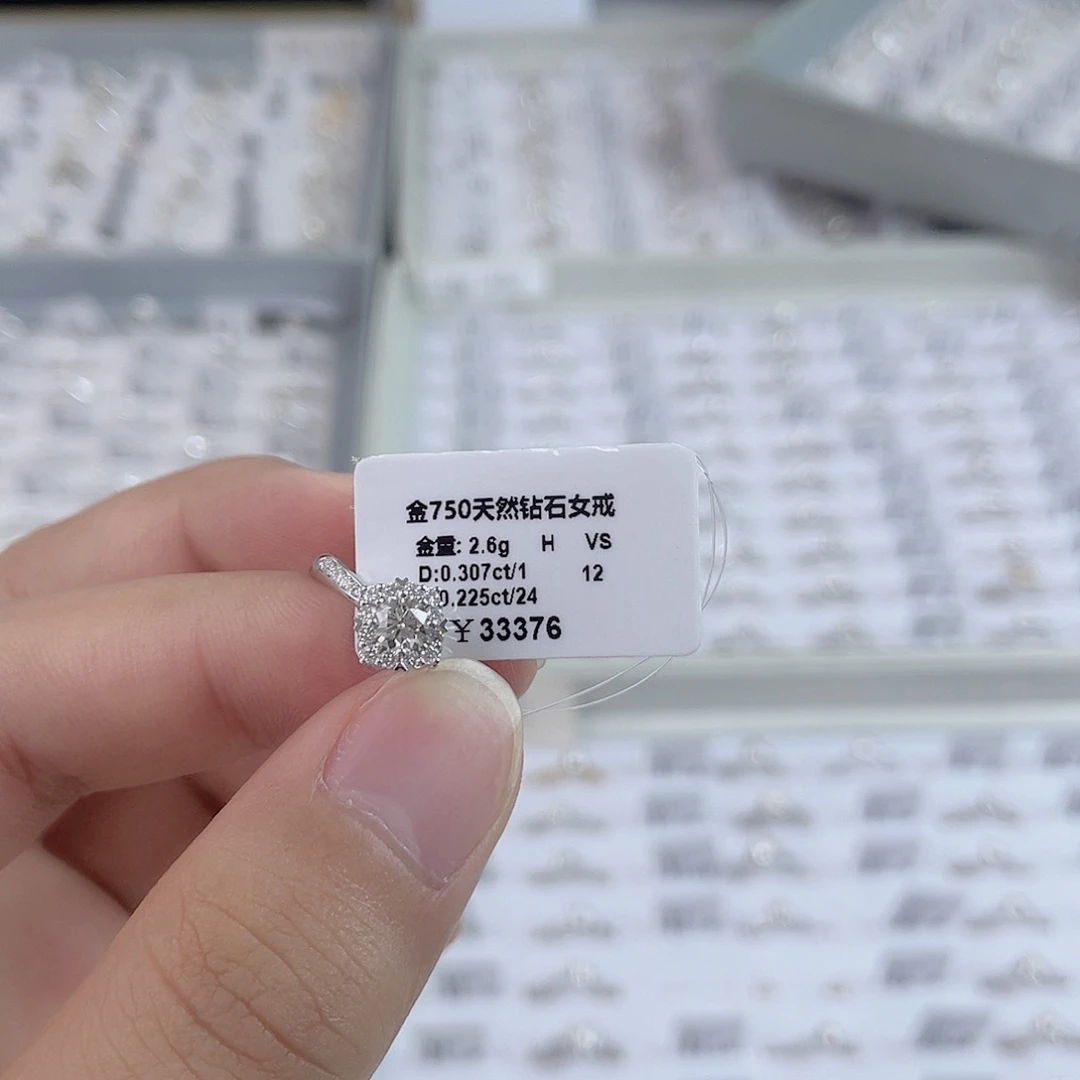 金750天然钻石女戒
金重: 2.6g H VS
D:0.307ct/1 12
0.225ct/24
¥33376